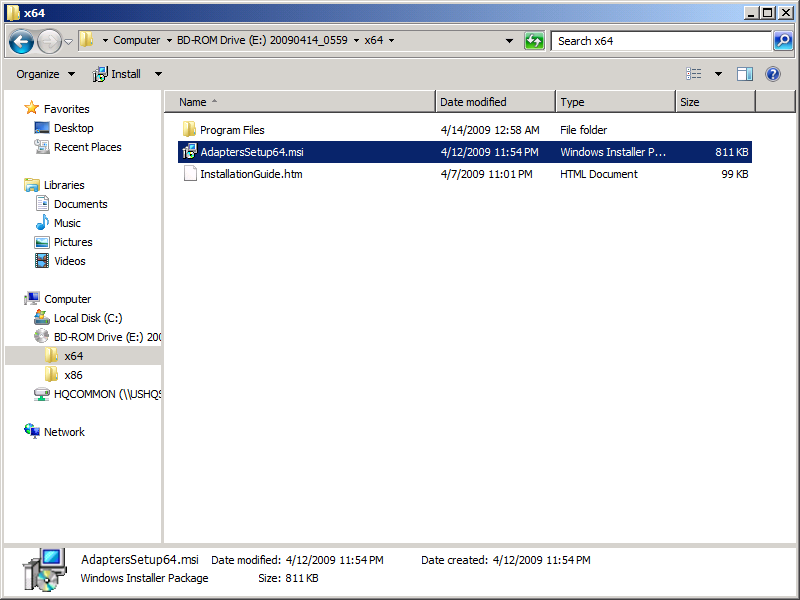 x64
Computer BD-ROM Drive (E:) 20090414_0559 x64 Search x64
Organize Install
Name Date modified Type Size
Favorites
Desktop
Recent Places
Libraries
Documents
Music
Pictures
Videos
Computer
Local Disk (C:)
BD-ROM Drive (E:) 200
x64
x86
HQCOMMON (\\USHQS
Network
Program Files 4/14/2009 12:58 AM File folder
AdaptersSetup64.msi 4/12/2009 11:54 PM Windows Installer P... 811 KB
InstallationGuide.htm 4/7/2009 11:01 PM HTML Document 99 KB
AdaptersSetup64.msi Date modified: 4/12/2009 11:54 PM Date created: 4/12/2009 11:54 PM
Windows Installer Package Size: 811 KB